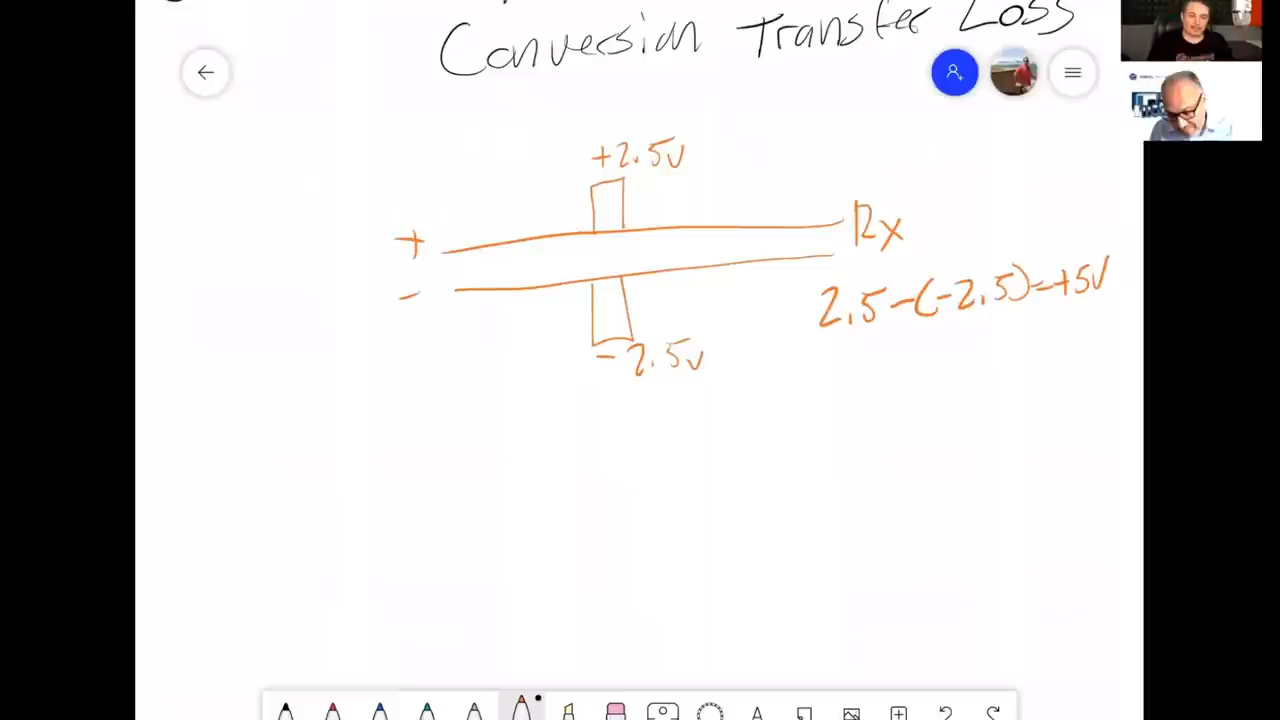 Conversion Transfer Loss
+2.5v
+
Rx
-
2.5-(-2.5)=+5v
-2.5v